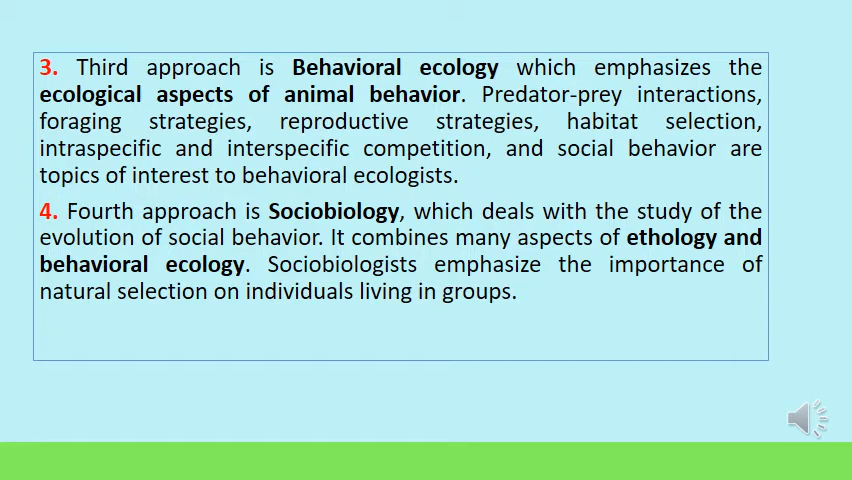 3. Third approach is Behavioral ecology which emphasizes the
ecological aspects of animal behavior. Predator-prey interactions,
foraging strategies, reproductive strategies, habitat selection,
intraspecific and interspecific competition, and social behavior are
topics of interest to behavioral ecologists.
4. Fourth approach is Sociobiology, which deals with the study of the
evolution of social behavior. It combines many aspects of ethology and
behavioral ecology. Sociobiologists emphasize the importance of
natural selection on individuals living in groups.